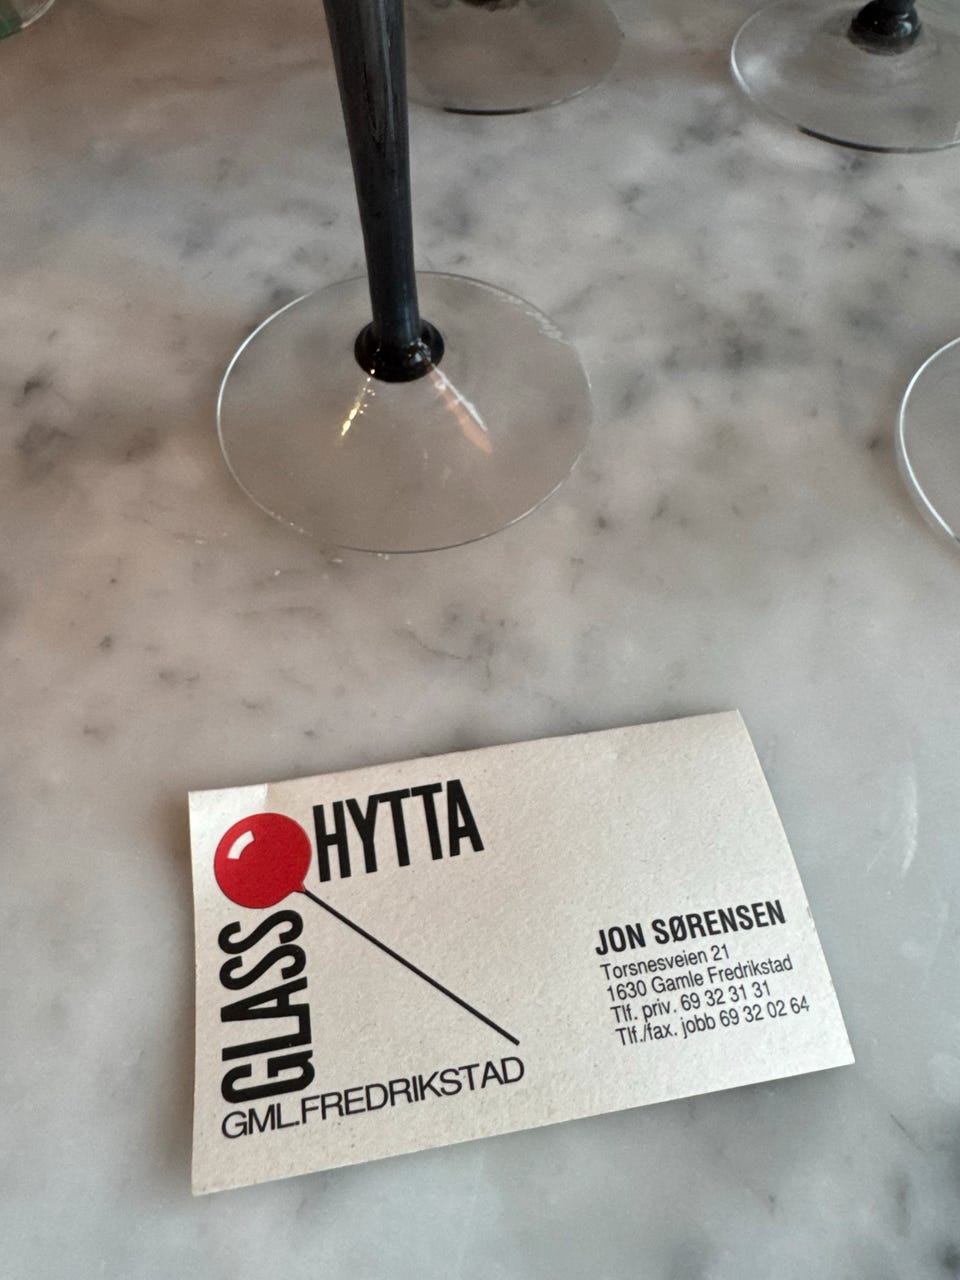 GLASS
HYTTA
GML.FREDRIKSTAD
JON SØRENSEN
Torsnesveien 21
1630 Gamle Fredrikstad
Tlf. priv. 69 32 31 31
Tlf./fax. jobb 69 32 02 64